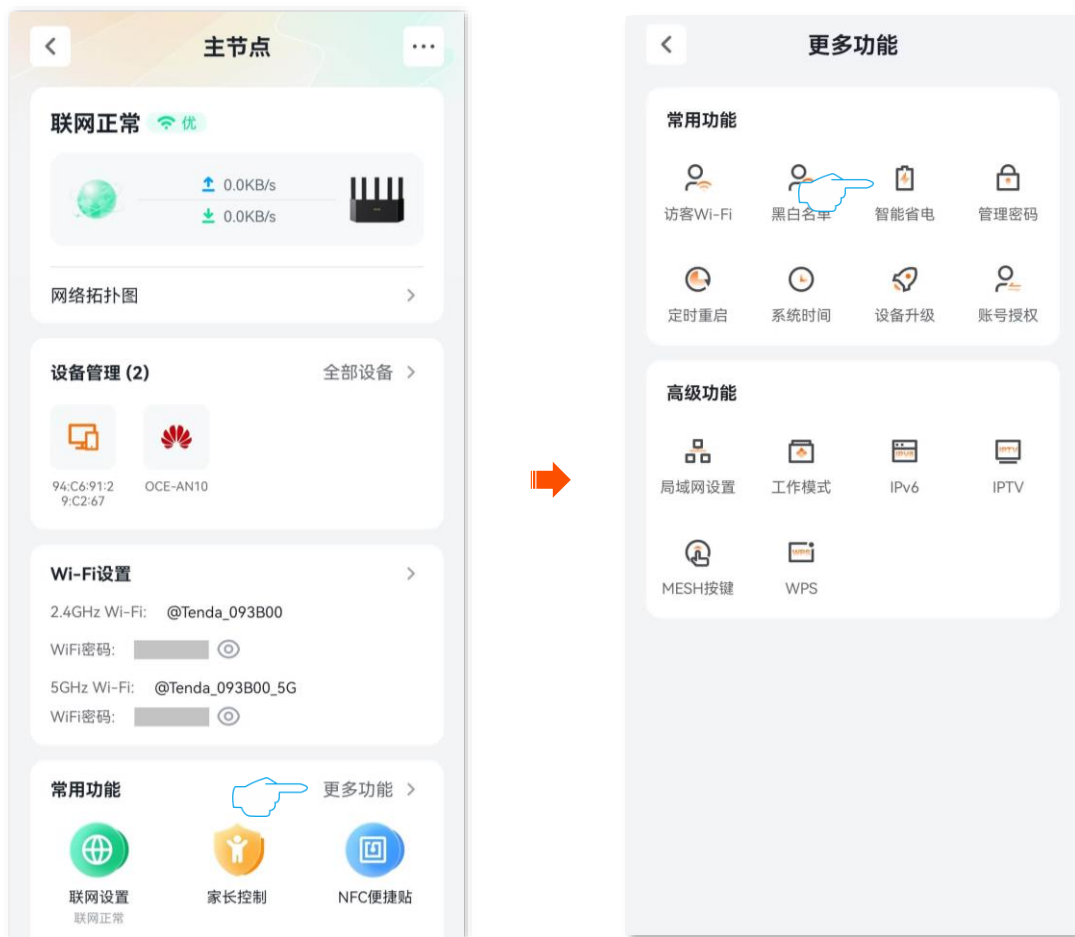 主节点
联网正常 优
0.0KB/s
0.0KB/s
网络拓扑图
设备管理 (2) 全部设备
94:C6:91:2
9:C2:67
OCE-AN10
Wi-Fi设置
2.4GHz Wi-Fi: @Tenda_093B00
WiFi密码:
5GHz Wi-Fi: @Tenda_093B00_5G
WiFi密码:
常用功能 更多功能
联网设置 家长控制 NFC便捷贴
联网正常
更多功能
常用功能
访客Wi-Fi 黑白名单 智能省电 管理密码
定时重启 系统时间 设备升级 账号授权
高级功能
IPV6 IPTV
局域网设置 工作模式 IPv6 IPTV
WPS
MESH按键 WPS